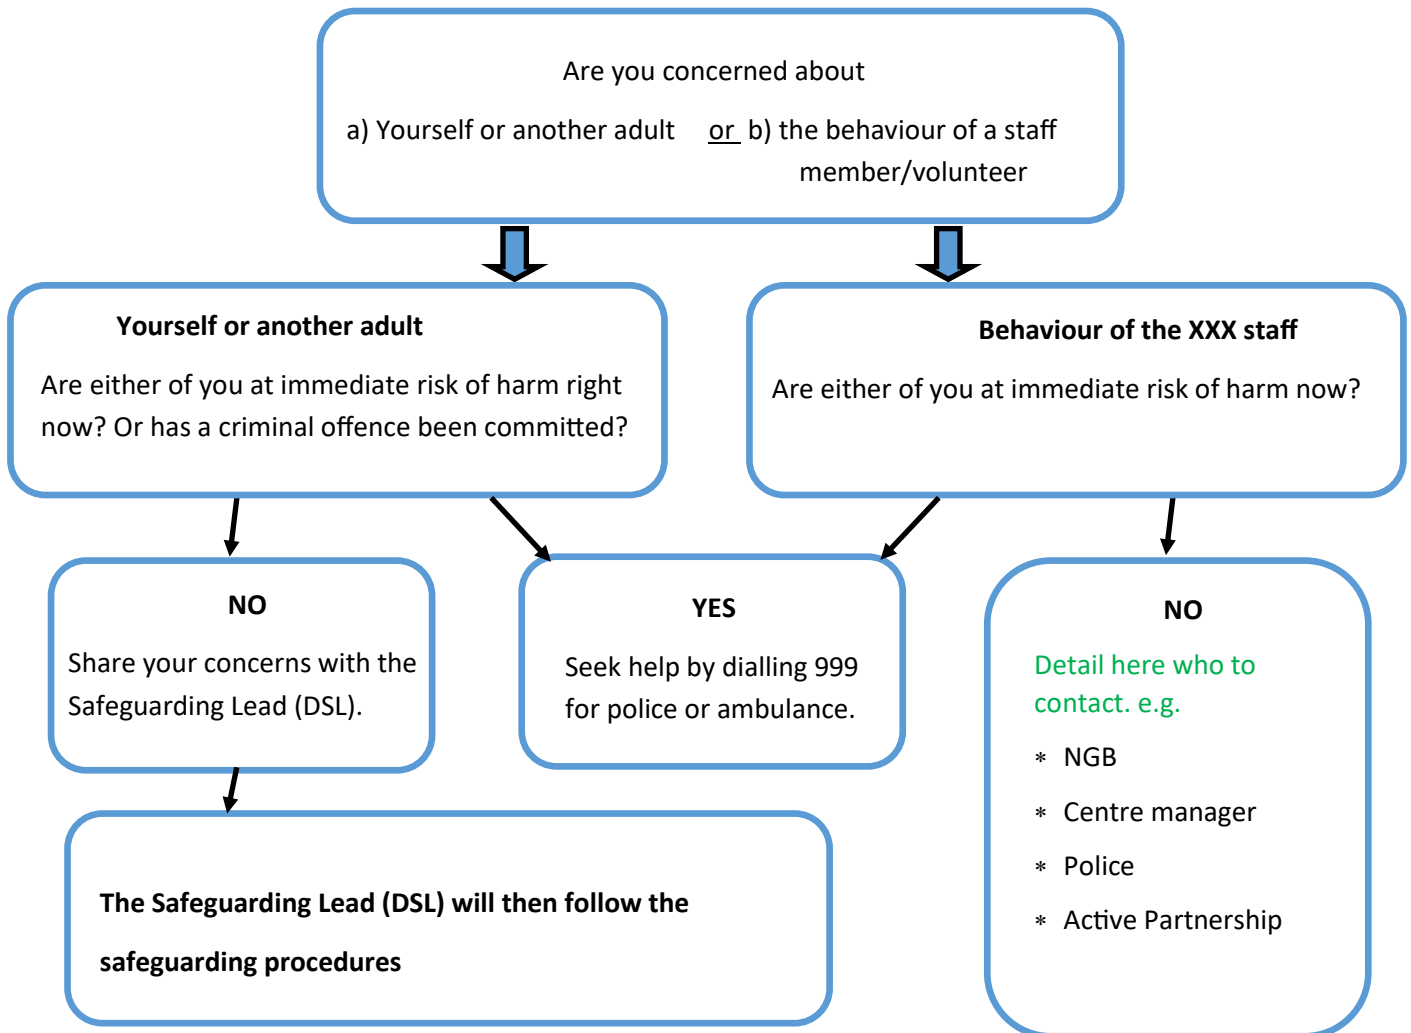 Are you concerned about
a) Yourself or another adult or b) the behaviour of a staff
member/volunteer
Yourself or another adult
Are either of you at immediate risk of harm right
now? Or has a criminal offence been committed?
Behaviour of the XXX staff
Are either of you at immediate risk of harm now?
NO
Share your concerns with the
Safeguarding Lead (DSL).
YES
Seek help by dialling 999
for police or ambulance.
NO
Detail here who to
contact. e.g.
* NGB
* Centre manager
* Police
* Active Partnership
The Safeguarding Lead (DSL) will then follow the
safeguarding procedures